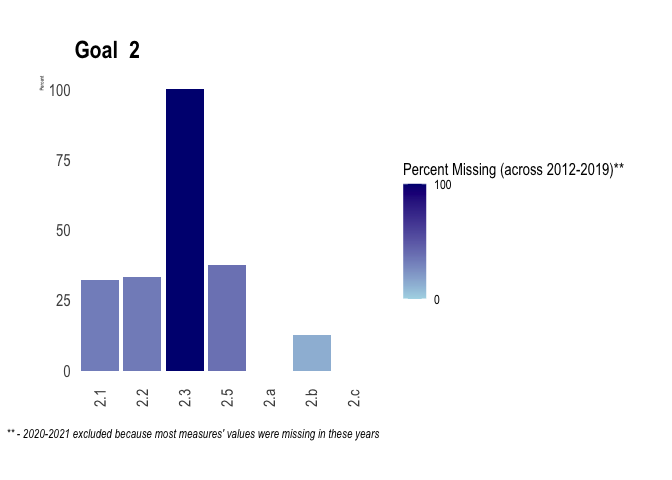 Goal  2
Percent
100
75
50
25
0
2.1
2.2
2.3
2.5
2.a
2.b
2.c
Percent Missing (across 2012-2019)**
100
0
** - 2020-2021 excluded because most measures' values were missing in these years